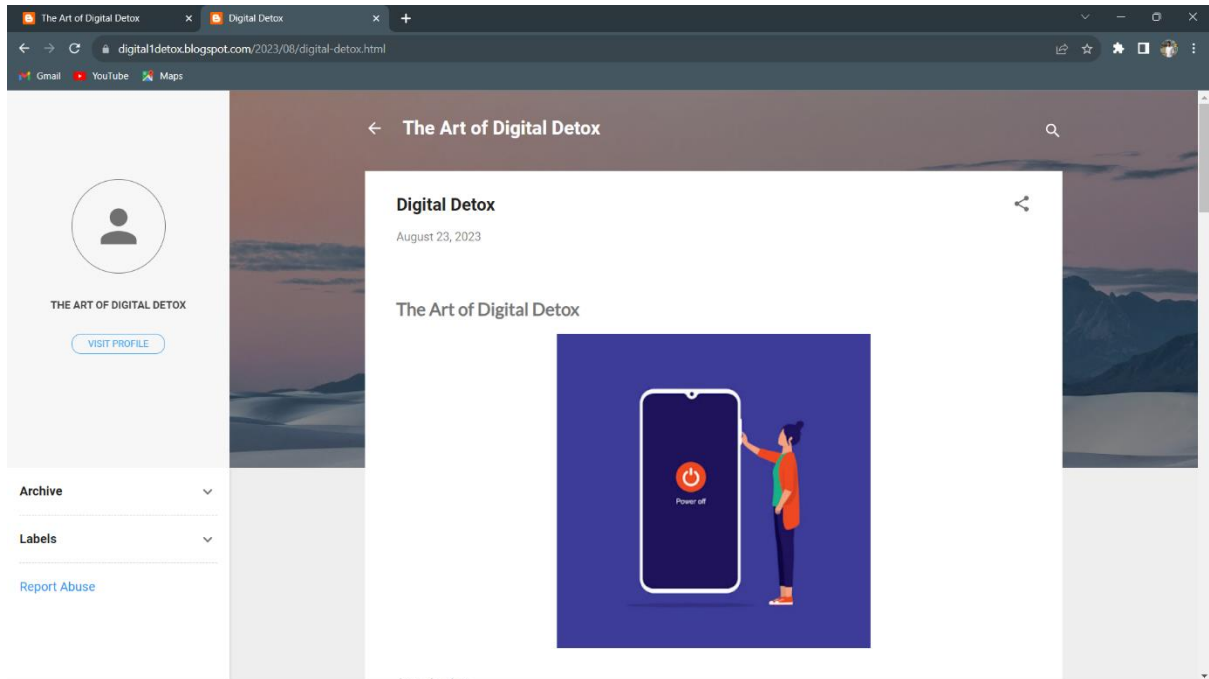 The Art of Digital Detox
Digital Detox
digital1detox.blogspot.com/2023/08/digital-detox.html
Gmail
YouTube
Maps
The Art of Digital Detox
Digital Detox
August 23, 2023
THE ART OF DIGITAL DETOX
VISIT PROFILE
The Art of Digital Detox
Power off
Archive
Labels
Report Abuse